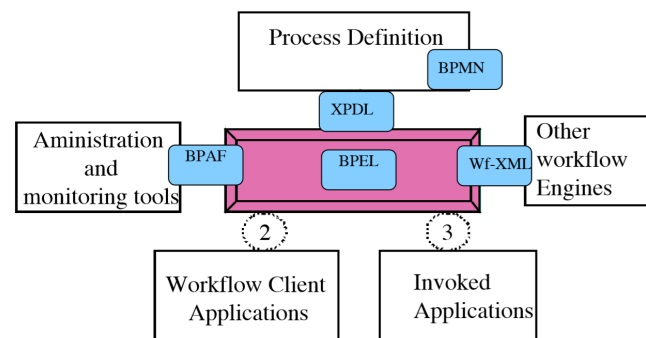 Process Definition
BPMN
XPDL
Aministration
and
monitoring tools
BPAF
BPEL
Wf-XML
Other
workflow
Engines
2
3
Workflow Client
Applications
Invoked
Applications